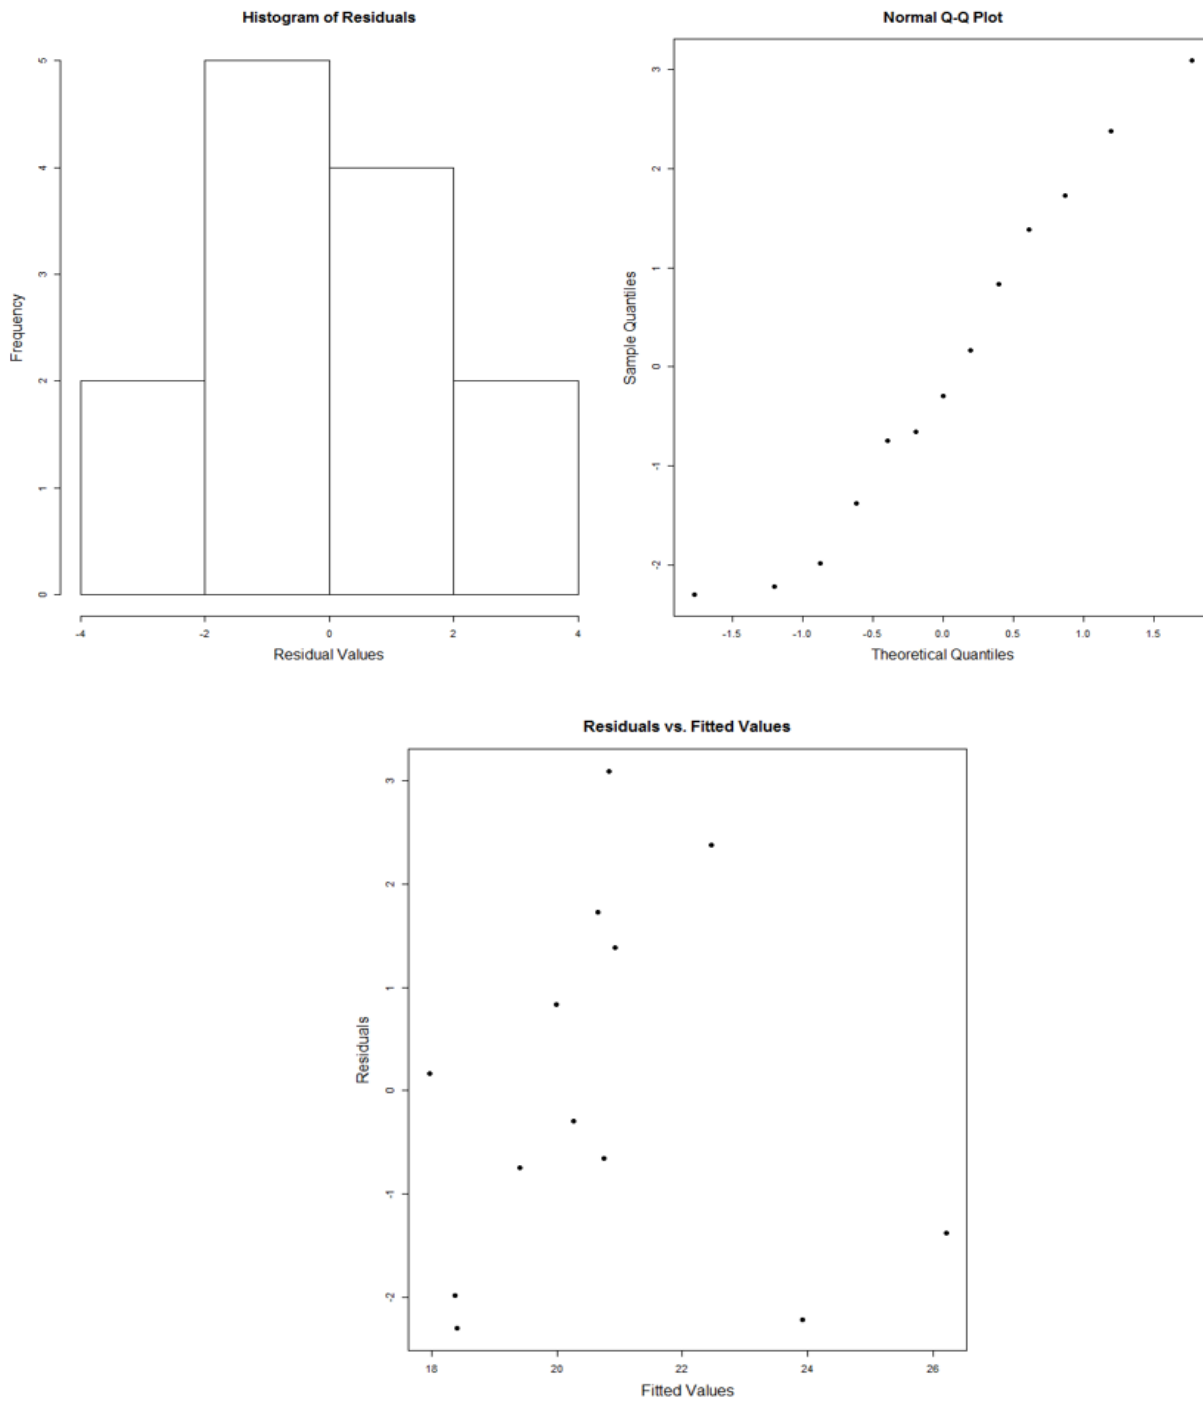 Histogram of Residuals
5
4
3
2
1
0
Frequency
-4 -2 0 2 4
Residual Values
Normal Q-Q Plot
3
2
1
0
-1
-2
Sample Quantiles
-1.5 -1.0 -0.5 0.0 0.5 1.0 1.5
Theoretical Quantiles
Residuals vs. Fitted Values
3
2
1
0
-1
-2
Residuals
18 20 22 24 26
Fitted Values